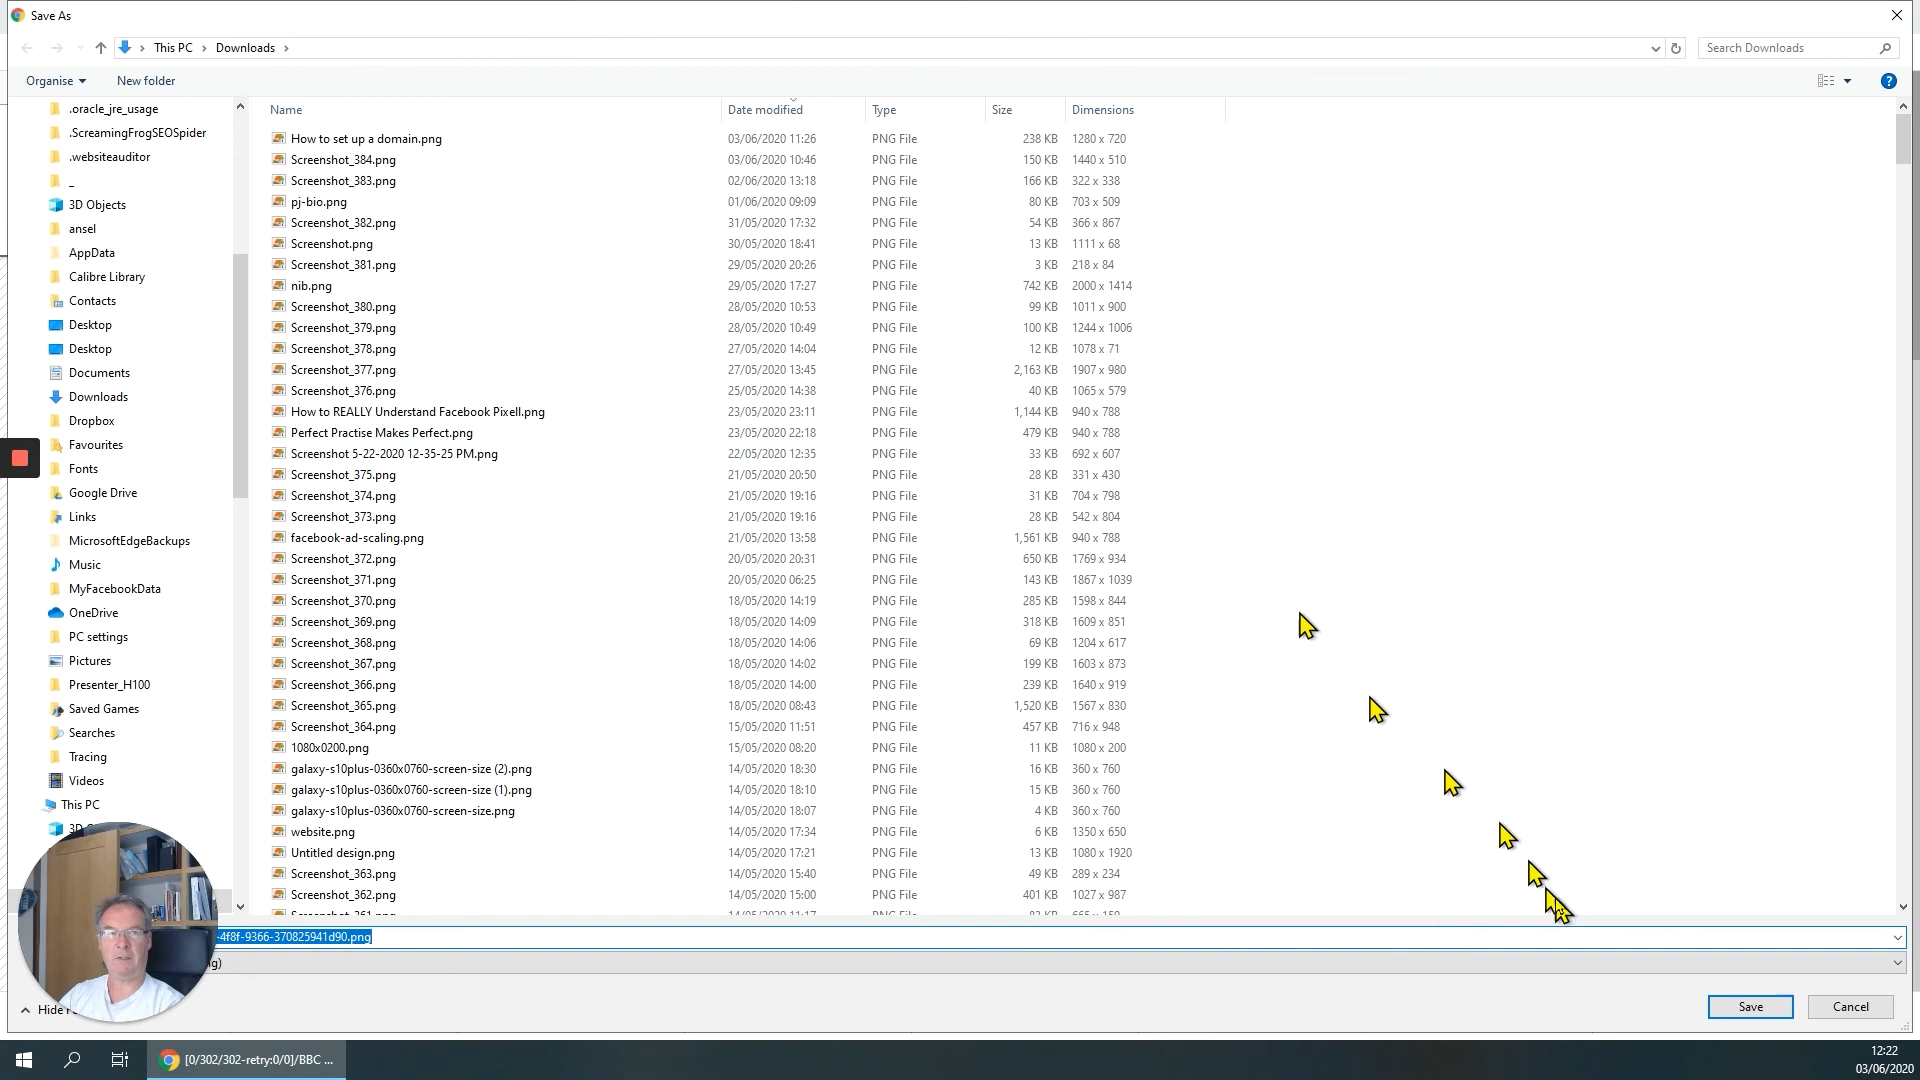 Save As
This PC > Downloads >
Search Downloads
Organise
New folder
Name Date modified Type Size Dimensions
.oracle_jre_usage
.ScreamingFrogSEOSpider
.websiteauditor
_
3D Objects
ansel
AppData
Calibre Library
Contacts
Desktop
Desktop
Documents
Downloads
Dropbox
Favourites
Fonts
Google Drive
Links
MicrosoftEdgeBackups
Music
MyFacebookData
OneDrive
PC settings
Pictures
Presenter_H100
Saved Games
Searches
Tracing
Videos
This PC
How to set up a domain.png 03/06/2020 11:26 PNG File 238 KB 1280 x 720
Screenshot_384.png 03/06/2020 10:46 PNG File 150 KB 1440 x 510
Screenshot_383.png 02/06/2020 13:18 PNG File 166 KB 322 x 338
pj-bio.png 01/06/2020 09:09 PNG File 80 KB 703 x 509
Screenshot_382.png 31/05/2020 17:32 PNG File 54 KB 366 x 867
Screenshot.png 30/05/2020 18:41 PNG File 13 KB 1111 x 68
Screenshot_381.png 29/05/2020 20:26 PNG File 3 KB 218 x 84
nib.png 29/05/2020 17:27 PNG File 742 KB 2000 x 1414
Screenshot_380.png 28/05/2020 10:53 PNG File 99 KB 1011 x 900
Screenshot_379.png 28/05/2020 10:49 PNG File 100 KB 1244 x 1006
Screenshot_378.png 27/05/2020 14:04 PNG File 12 KB 1078 x 71
Screenshot_377.png 27/05/2020 13:45 PNG File 2,163 KB 1907 x 980
Screenshot_376.png 25/05/2020 14:38 PNG File 40 KB 1065 x 579
How to REALLY Understand Facebook Pixell.png 23/05/2020 23:11 PNG File 1,144 KB 940 x 788
Perfect Practise Makes Perfect.png 23/05/2020 22:18 PNG File 479 KB 940 x 788
Screenshot 5-22-2020 12-35-25 PM.png 22/05/2020 12:35 PNG File 33 KB 692 x 607
Screenshot_375.png 21/05/2020 20:50 PNG File 28 KB 331 x 430
Screenshot_374.png 21/05/2020 19:16 PNG File 31 KB 704 x 798
Screenshot_373.png 21/05/2020 19:16 PNG File 28 KB 542 x 804
facebook-ad-scaling.png 21/05/2020 13:58 PNG File 1,561 KB 940 x 788
Screenshot_372.png 20/05/2020 20:31 PNG File 650 KB 1769 x 934
Screenshot_371.png 20/05/2020 06:25 PNG File 143 KB 1867 x 1039
Screenshot_370.png 18/05/2020 14:19 PNG File 285 KB 1598 x 844
Screenshot_369.png 18/05/2020 14:09 PNG File 318 KB 1609 x 851
Screenshot_368.png 18/05/2020 14:06 PNG File 69 KB 1204 x 617
Screenshot_367.png 18/05/2020 14:02 PNG File 199 KB 1603 x 873
Screenshot_366.png 18/05/2020 14:00 PNG File 239 KB 1640 x 919
Screenshot_365.png 18/05/2020 08:43 PNG File 1,520 KB 1567 x 830
Screenshot_364.png 15/05/2020 11:51 PNG File 457 KB 716 x 948
1080x0200.png 15/05/2020 08:20 PNG File 11 KB 1080 x 200
galaxy-s10plus-0360x0760-screen-size (2).png 14/05/2020 18:30 PNG File 16 KB 360 x 760
galaxy-s10plus-0360x0760-screen-size (1).png 14/05/2020 18:10 PNG File 15 KB 360 x 760
galaxy-s10plus-0360x0760-screen-size.png 14/05/2020 18:07 PNG File 4 KB 360 x 760
website.png 14/05/2020 17:34 PNG File 6 KB 1350 x 650
Untitled design.png 14/05/2020 17:21 PNG File 13 KB 1080 x 1920
Screenshot_363.png 14/05/2020 15:40 PNG File 49 KB 289 x 234
Screenshot_362.png 14/05/2020 15:00 PNG File 401 KB 1027 x 987
-4f8f-9366-370825941d90.png
g)
Hide
Save
Cancel
[0/302/302-retry:0/0]/BBC ...
12:22
03/06/2020